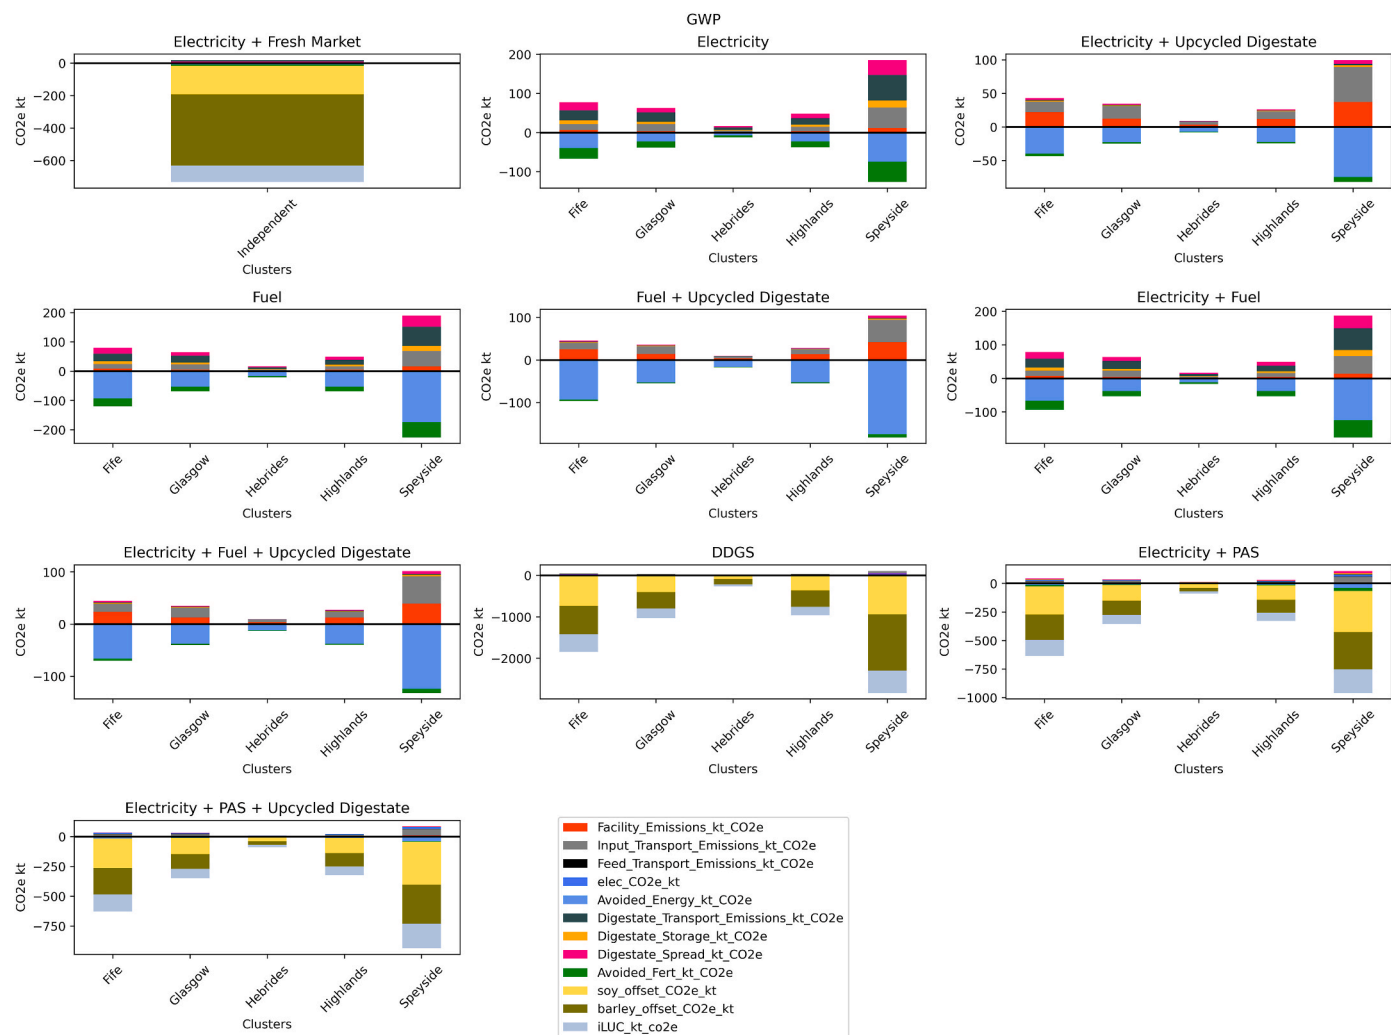 GWP
Electricity + Fresh Market
0
−200
−400
−600
CO2e kt
Independent
Clusters
Electricity
200
100
0
−100
CO2e kt
Fife
Glasgow
Hebrides
Highlands
Speyside
Clusters
Electricity + Upcycled Digestate
100
50
0
−50
CO2e kt
Fife
Glasgow
Hebrides
Highlands
Speyside
Clusters
Fuel
200
100
0
−100
−200
CO2e kt
Fife
Glasgow
Hebrides
Highlands
Speyside
Clusters
Fuel + Upcycled Digestate
100
0
−100
CO2e kt
Fife
Glasgow
Hebrides
Highlands
Speyside
Clusters
Electricity + Fuel
200
100
0
−100
CO2e kt
Fife
Glasgow
Hebrides
Highlands
Speyside
Clusters
Electricity + Fuel + Upcycled Digestate
100
0
−100
CO2e kt
Fife
Glasgow
Hebrides
Highlands
Speyside
Clusters
DDGS
0
−1000
−2000
CO2e kt
Fife
Glasgow
Hebrides
Highlands
Speyside
Clusters
Electricity + PAS
0
−250
−500
−750
−1000
CO2e kt
Fife
Glasgow
Hebrides
Highlands
Speyside
Clusters
Electricity + PAS + Upcycled Digestate
0
−250
−500
−750
CO2e kt
Fife
Glasgow
Hebrides
Highlands
Speyside
Clusters
Facility_Emissions_kt_CO2e
Input_Transport_Emissions_kt_CO2e
Feed_Transport_Emissions_kt_CO2e
elec_CO2e_kt
Avoided_Energy_kt_CO2e
Digestate_Transport_Emissions_kt_CO2e
Digestate_Storage_kt_CO2e
Digestate_Spread_kt_CO2e
Avoided_Fert_kt_CO2e
soy_offset_CO2e_kt
barley_offset_CO2e_kt
iLUC_kt_co2e